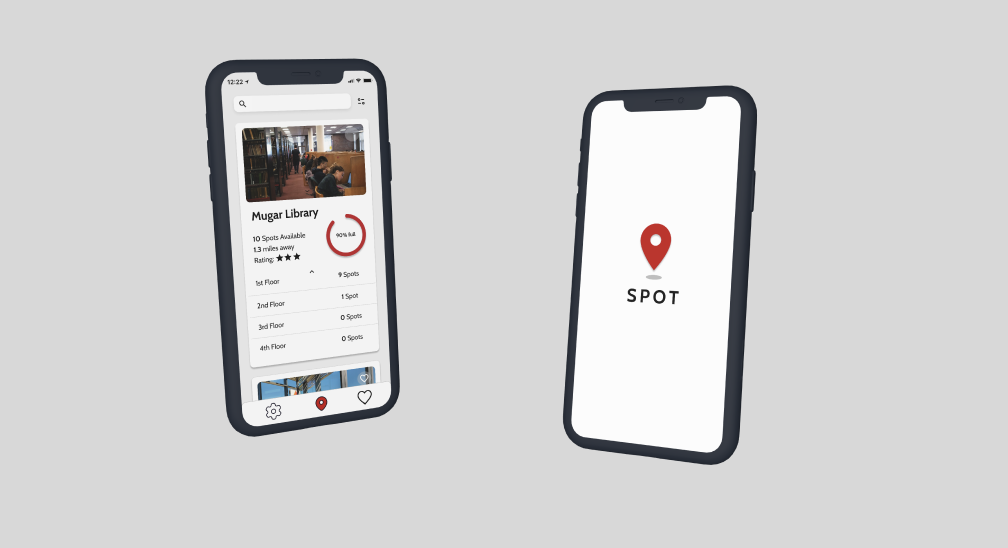 12:22
Mugar Library
10 Spots Available
1.3 miles away
Rating:
90% full
1st Floor 9 Spots
2nd Floor 1 Spot
3rd Floor 0 Spots
4th Floor 0 Spots
SPOT